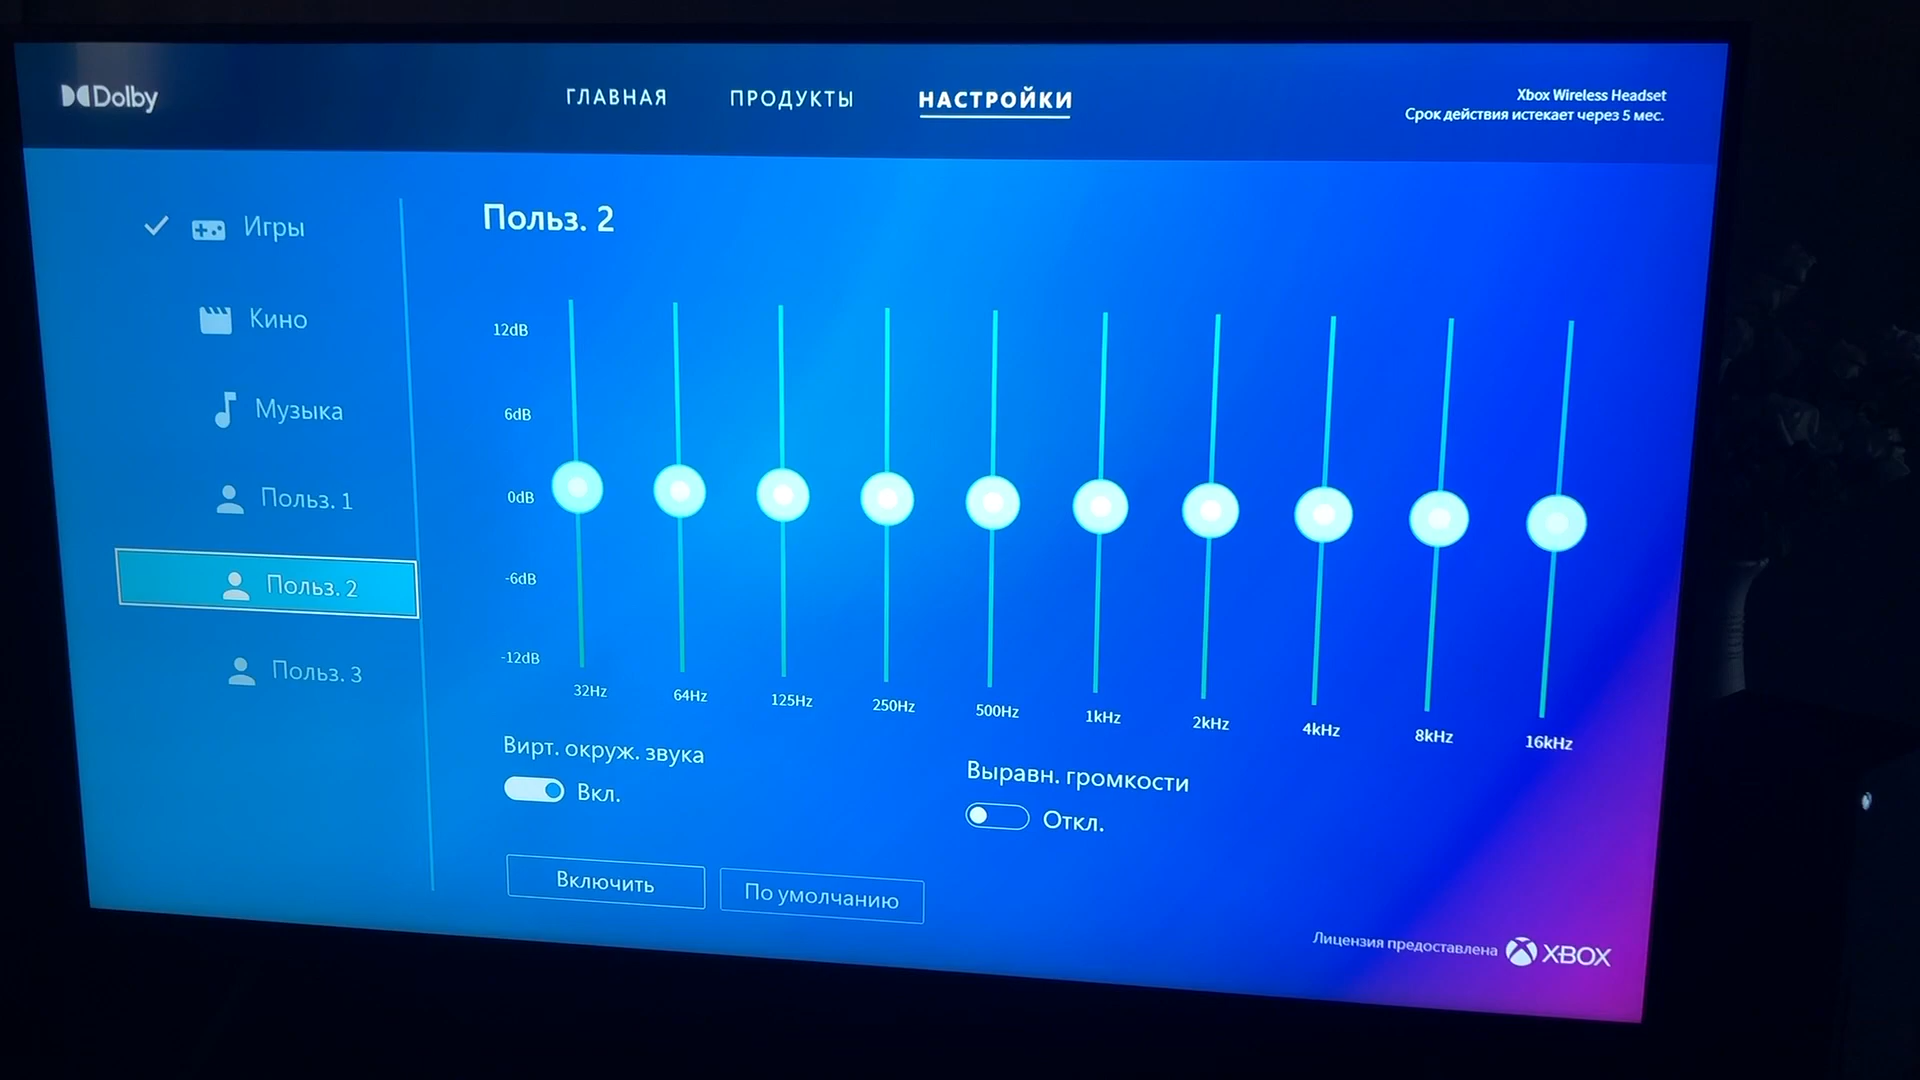 Dolby
ГЛАВНАЯ
ПРОДУКТЫ
НАСТРОЙКИ
Xbox Wireless Headset
Срок действия истекает через 5 мес.
Игры
Кино
Музыка
Польз. 1
Польз. 2
Польз. 3
Польз. 2
12dB
6dB
0dB
-6dB
-12dB
32Hz
64Hz
125Hz
250Hz
500Hz
1kHz
2kHz
4kHz
8kHz
16kHz
Вирт. окруж. звука
Вкл.
Выравн. громкости
Откл.
Включить
По умолчанию
Лицензия предоставлена XBOX